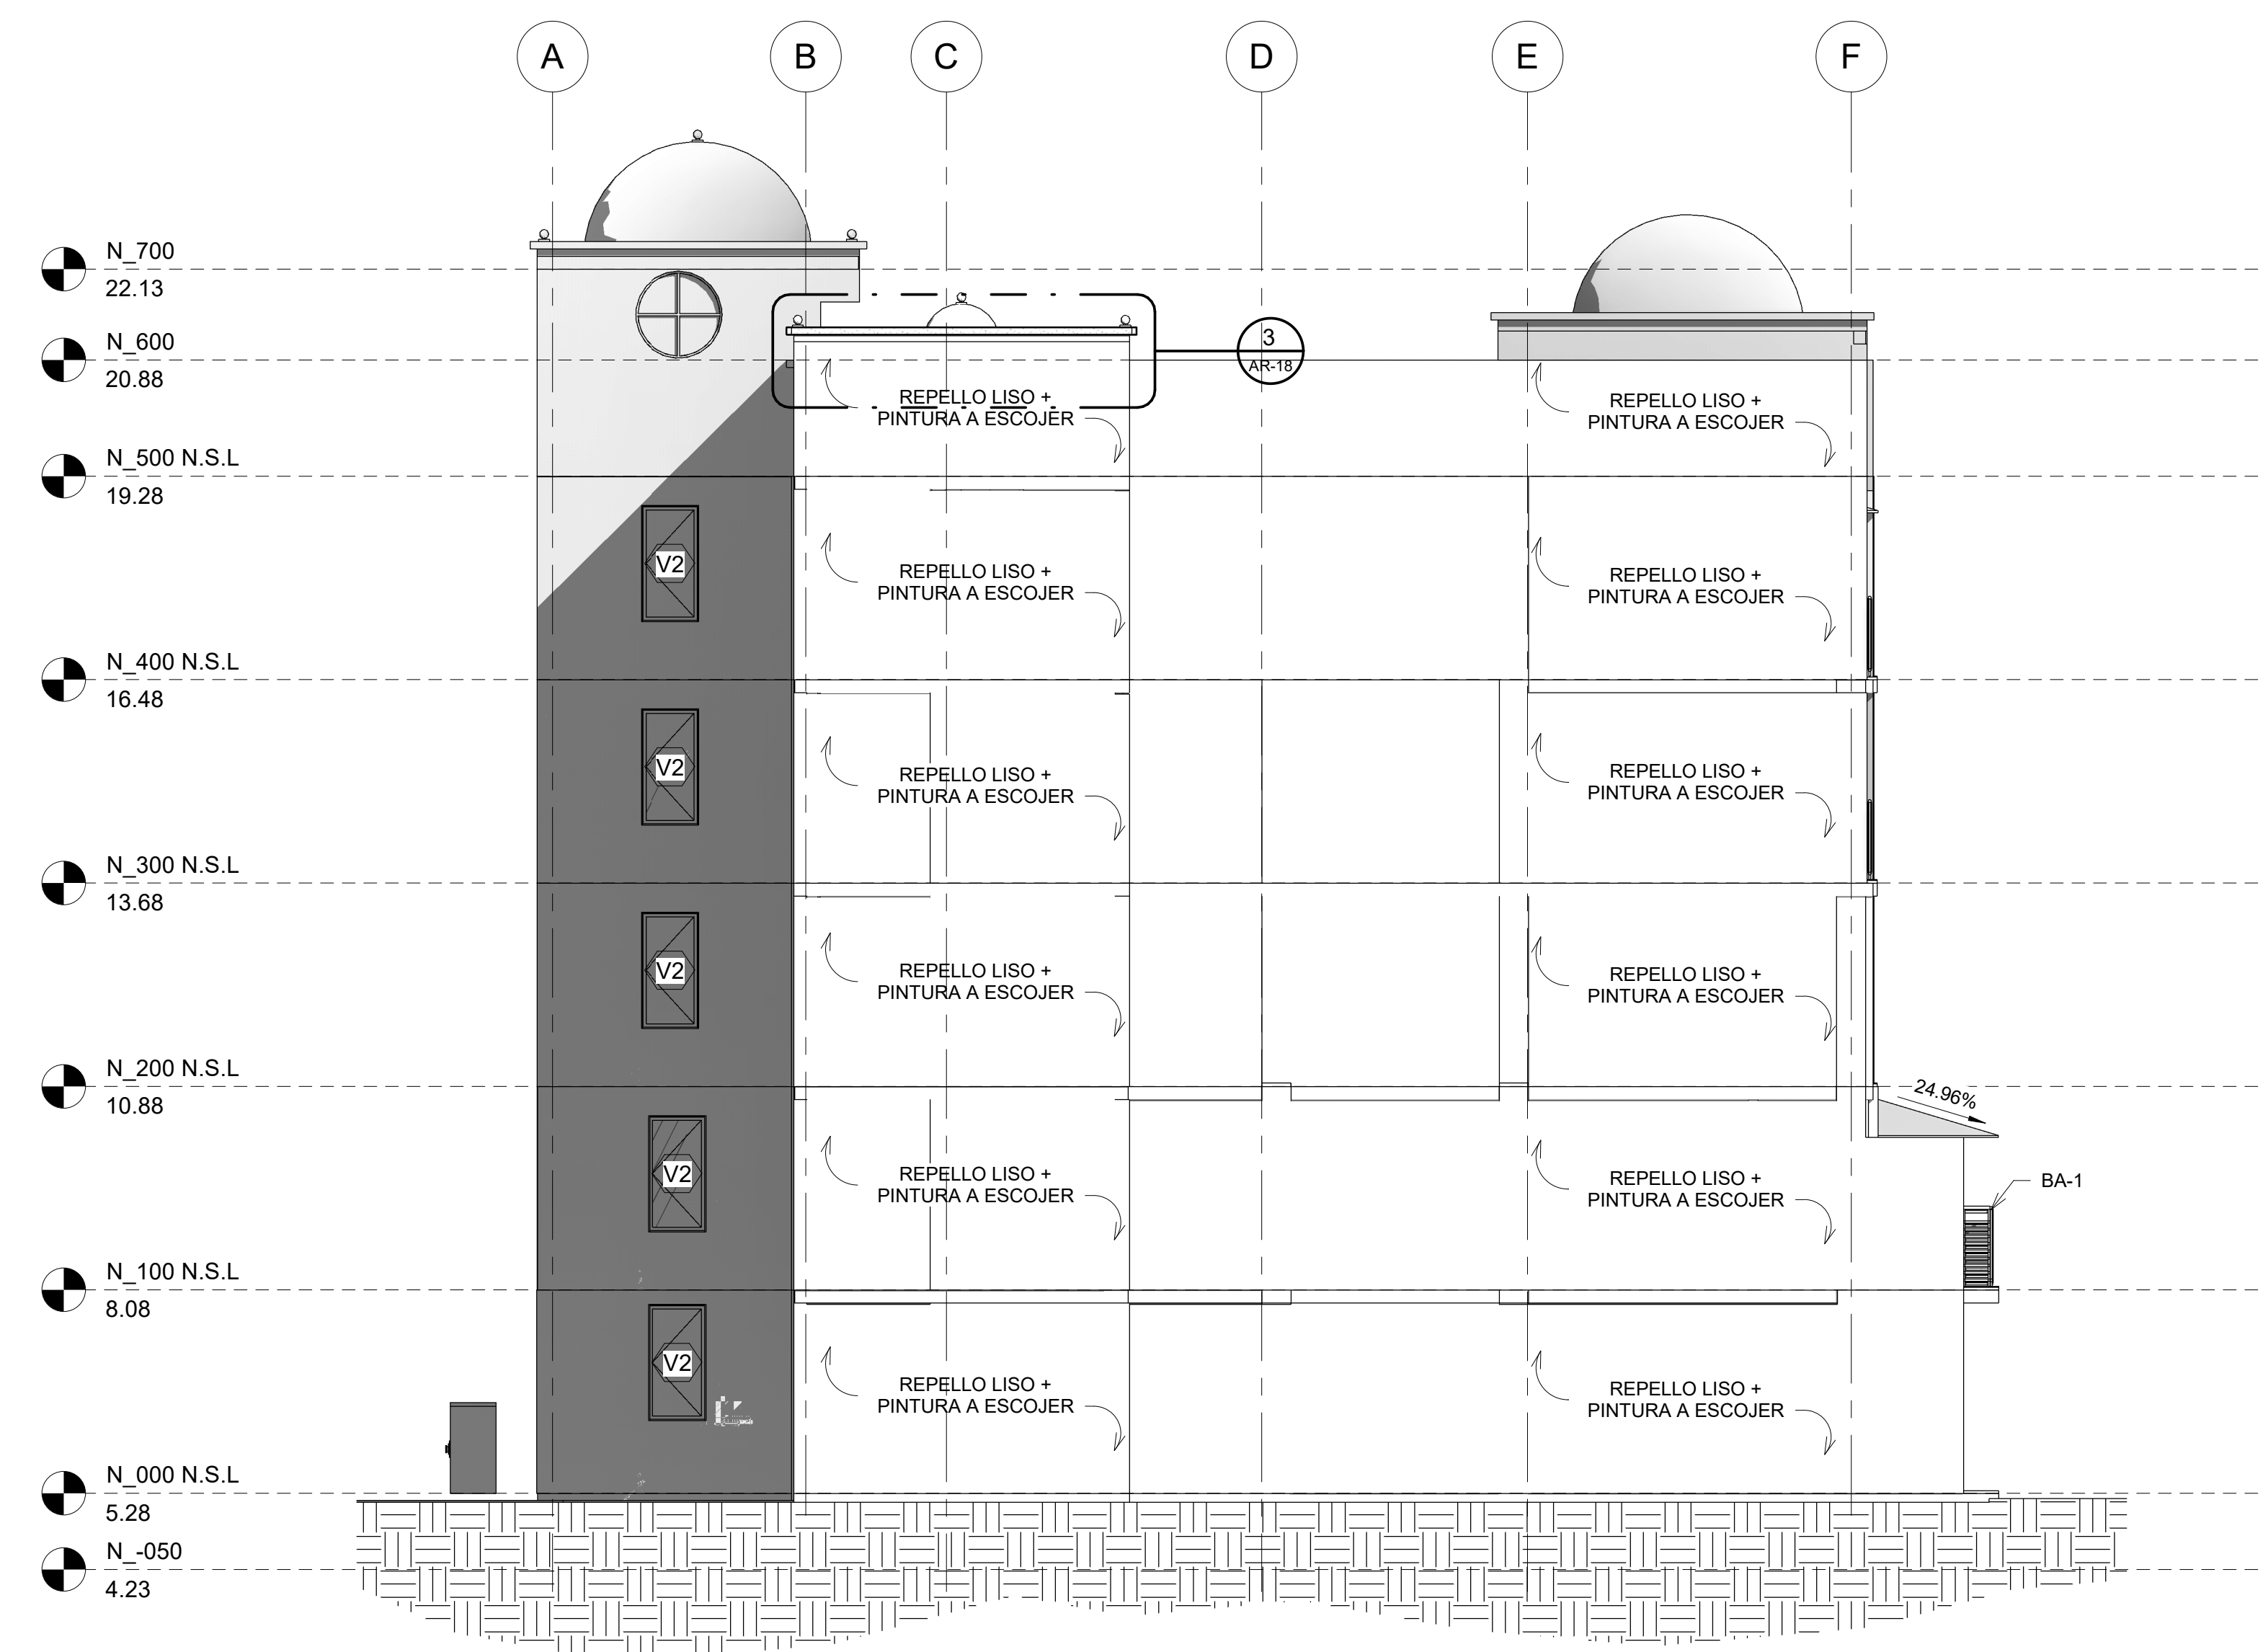 A B C D E F
N_700
22.13
N_600
20.88
3
AR-18
REPELLO LISO +
PINTURA A ESCOJER
REPELLO LISO +
PINTURA A ESCOJER
N_500 N.S.L
19.28
V2
REPELLO LISO +
PINTURA A ESCOJER
REPELLO LISO +
PINTURA A ESCOJER
N_400 N.S.L
16.48
V2
REPELLO LISO +
PINTURA A ESCOJER
REPELLO LISO +
PINTURA A ESCOJER
N_300 N.S.L
13.68
V2
REPELLO LISO +
PINTURA A ESCOJER
REPELLO LISO +
PINTURA A ESCOJER
N_200 N.S.L
10.88
24.96%
V2
REPELLO LISO +
PINTURA A ESCOJER
REPELLO LISO +
PINTURA A ESCOJER
BA-1
N_100 N.S.L
8.08
V2
REPELLO LISO +
PINTURA A ESCOJER
REPELLO LISO +
PINTURA A ESCOJER
N_000 N.S.L
5.28
N_-050
4.23